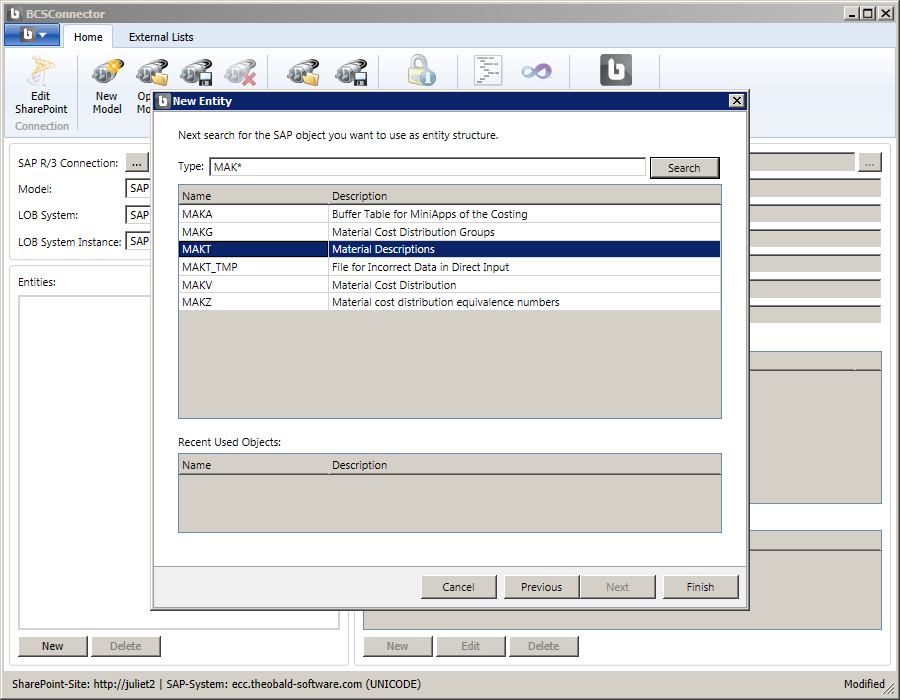 BCSConnector
Home External Lists
Edit SharePoint
New Model
Op
Mo
Connection
New Entity
Next search for the SAP object you want to use as entity structure.
Type: MAK* Search
Name Description
MAKA Buffer Table for MiniApps of the Costing
MAKG Material Cost Distribution Groups
MAKT Material Descriptions
MAKT_TMP File for Incorrect Data in Direct Input
MAKV Material Cost Distribution
MAKZ Material cost distribution equivalence numbers
Recent Used Objects:
Name Description
Cancel Previous Next Finish
SAP R/3 Connection: ... ...
Model: SAP
LOB System: SAP
LOB System Instance: SAP
Entities:
New Delete New Edit Delete
SharePoint-Site: http://juliet2 | SAP-System: ecc.theobald-software.com (UNICODE) Modified